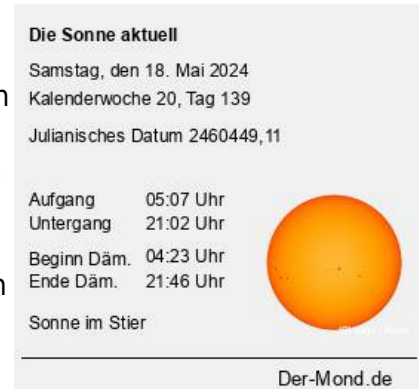 Die Sonne aktuell
Samstag, den 18. Mai 2024
Kalenderwoche 20, Tag 139
Julianisches Datum 2460449,11
Aufgang 05:07 Uhr
Untergang 21:02 Uhr
Beginn Däm. 04:23 Uhr
Ende Däm. 21:46 Uhr
Sonne im Stier
Der-Mond.de